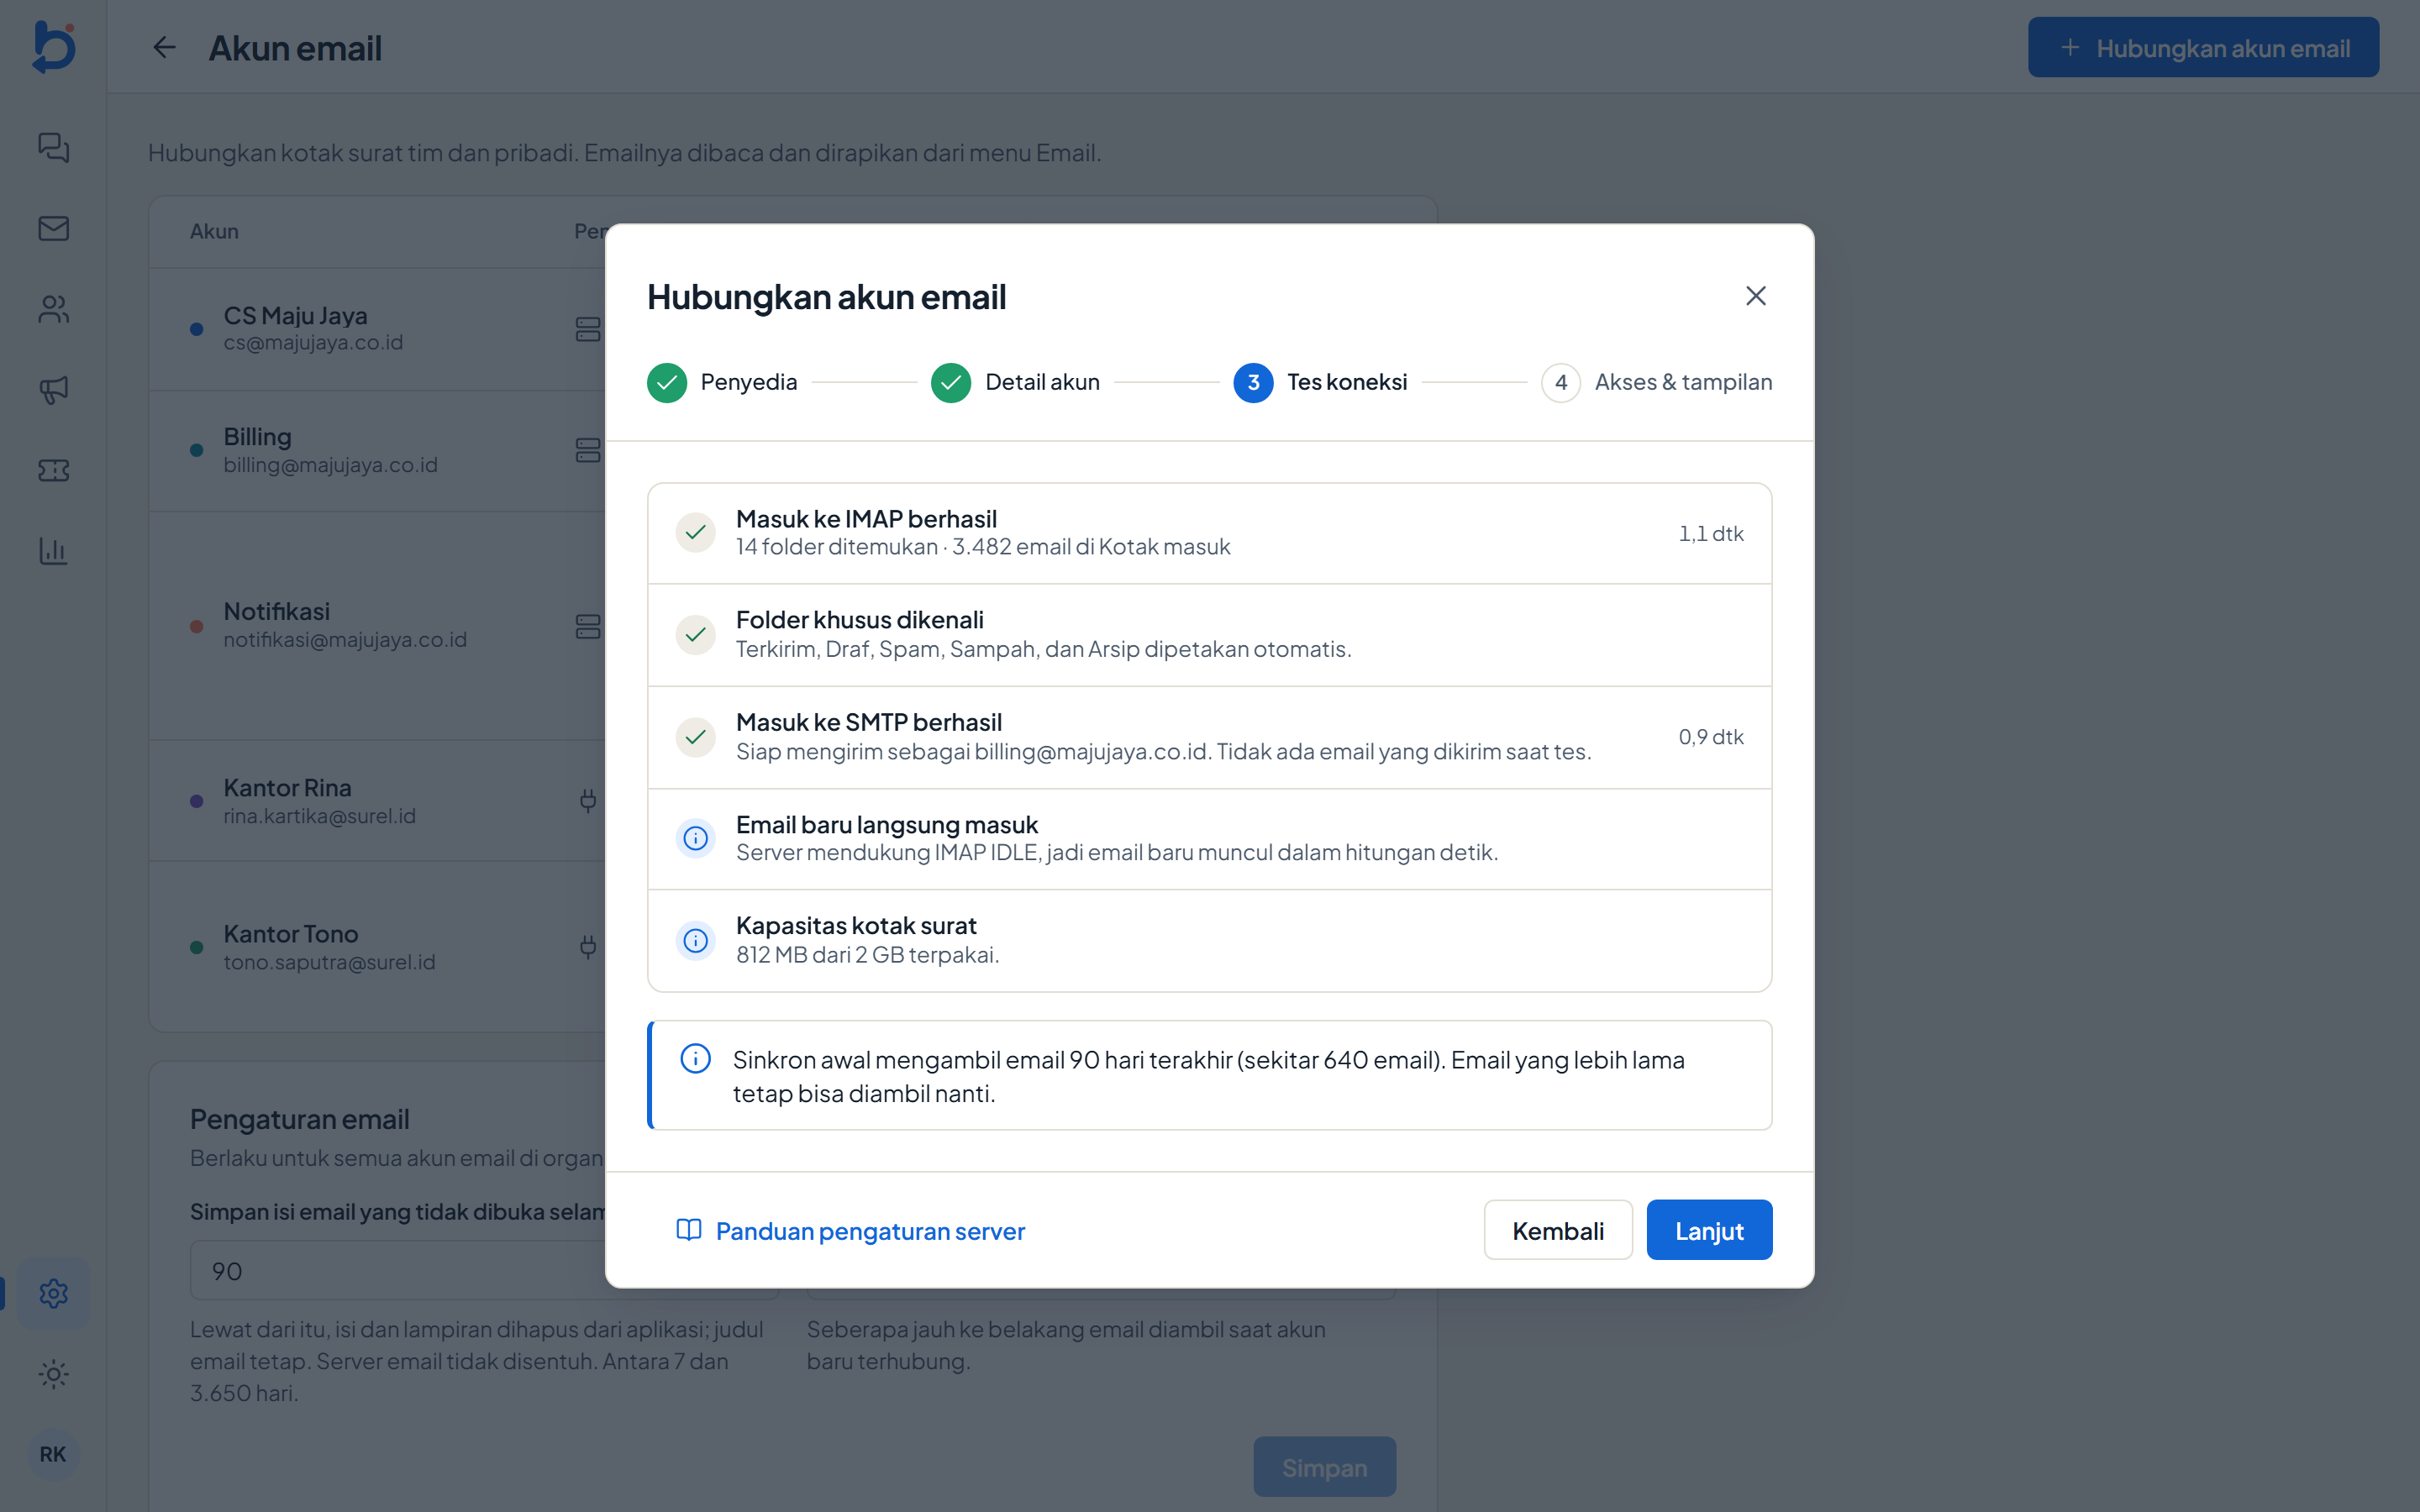 Akun email
Hubungkan akun email
Hubungkan kotak surat tim dan pribadi. Emailnya dibaca dan dirapikan dari menu Email.
Akun
CS Maju Jaya
cs@majujaya.co.id
Billing
billing@majujaya.co.id
Notifikasi
notifikasi@majujaya.co.id
Kantor Rina
rina.kartika@surel.id
Kantor Tono
tono.saputra@surel.id
Pengaturan email
Berlaku untuk semua akun email di organ
Simpan isi email yang tidak dibuka selam
90
Lewat dari itu, isi dan lampiran dihapus dari aplikasi; judul
email tetap. Server email tidak disentuh. Antara 7 dan
3.650 hari.
Seberapa jauh ke belakang email diambil saat akun
baru terhubung.
Simpan
RK
Hubungkan akun email
Penyedia
Detail akun
3 Tes koneksi
4 Akses & tampilan
Masuk ke IMAP berhasil
14 folder ditemukan · 3.482 email di Kotak masuk
1,1 dtk
Folder khusus dikenali
Terkirim, Draf, Spam, Sampah, dan Arsip dipetakan otomatis.
Masuk ke SMTP berhasil
Siap mengirim sebagai billing@majujaya.co.id. Tidak ada email yang dikirim saat tes.
0,9 dtk
Email baru langsung masuk
Server mendukung IMAP IDLE, jadi email baru muncul dalam hitungan detik.
Kapasitas kotak surat
812 MB dari 2 GB terpakai.
Sinkron awal mengambil email 90 hari terakhir (sekitar 640 email). Email yang lebih lama
tetap bisa diambil nanti.
Panduan pengaturan server
Kembali
Lanjut